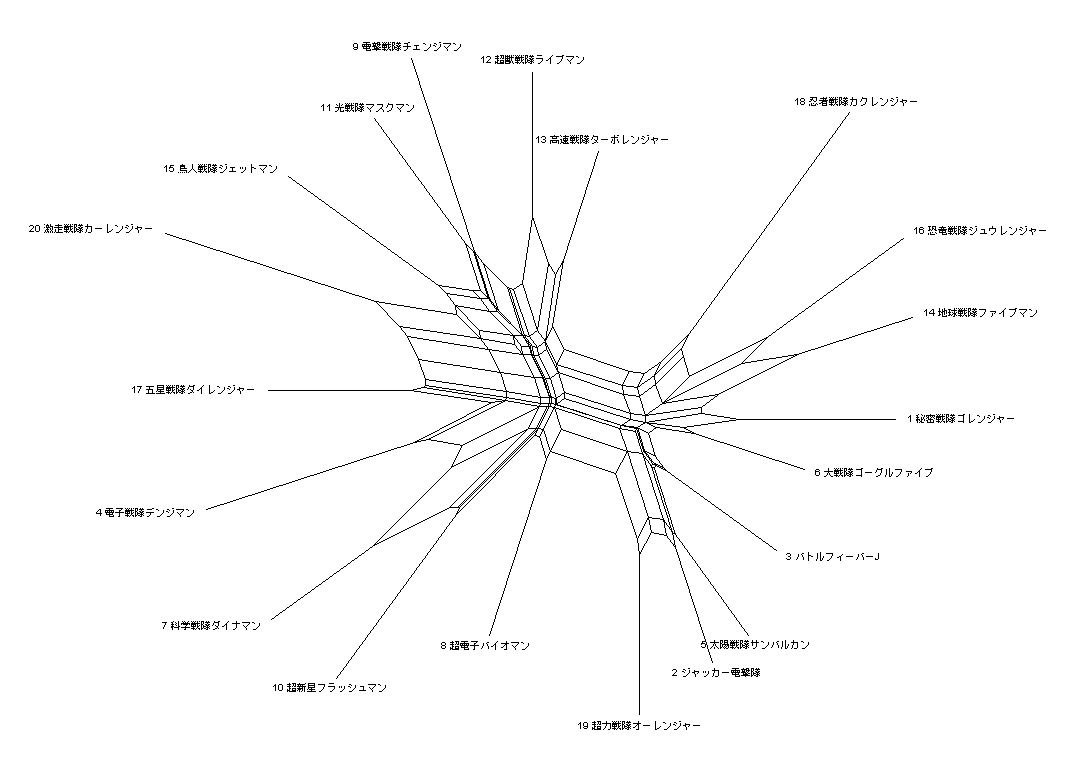 9 電撃戦隊チェンジマン
12 超獣戦隊ライブマン
18 忍者戦隊カクレンジャー
11 光戦隊マスクマン
13 高速戦隊ターボレンジャー
15 鳥人戦隊ジェットマン
20 激走戦隊カーレンジャー
16 恐竜戦隊ジュウレンジャー
14 地球戦隊ファイブマン
17 五星戦隊ダイレンジャー
1 秘密戦隊ゴレンジャー
6 大戦隊ゴーグルファイブ
4 電子戦隊デンジマン
3 バトルフィーバーJ
7 科学戦隊ダイナマン
8 超電子バイオマン
5 太陽戦隊サンバルカン
2 ジャッカー電撃隊
10 超新星フラッシュマン
19 超力戦隊オーレンジャー